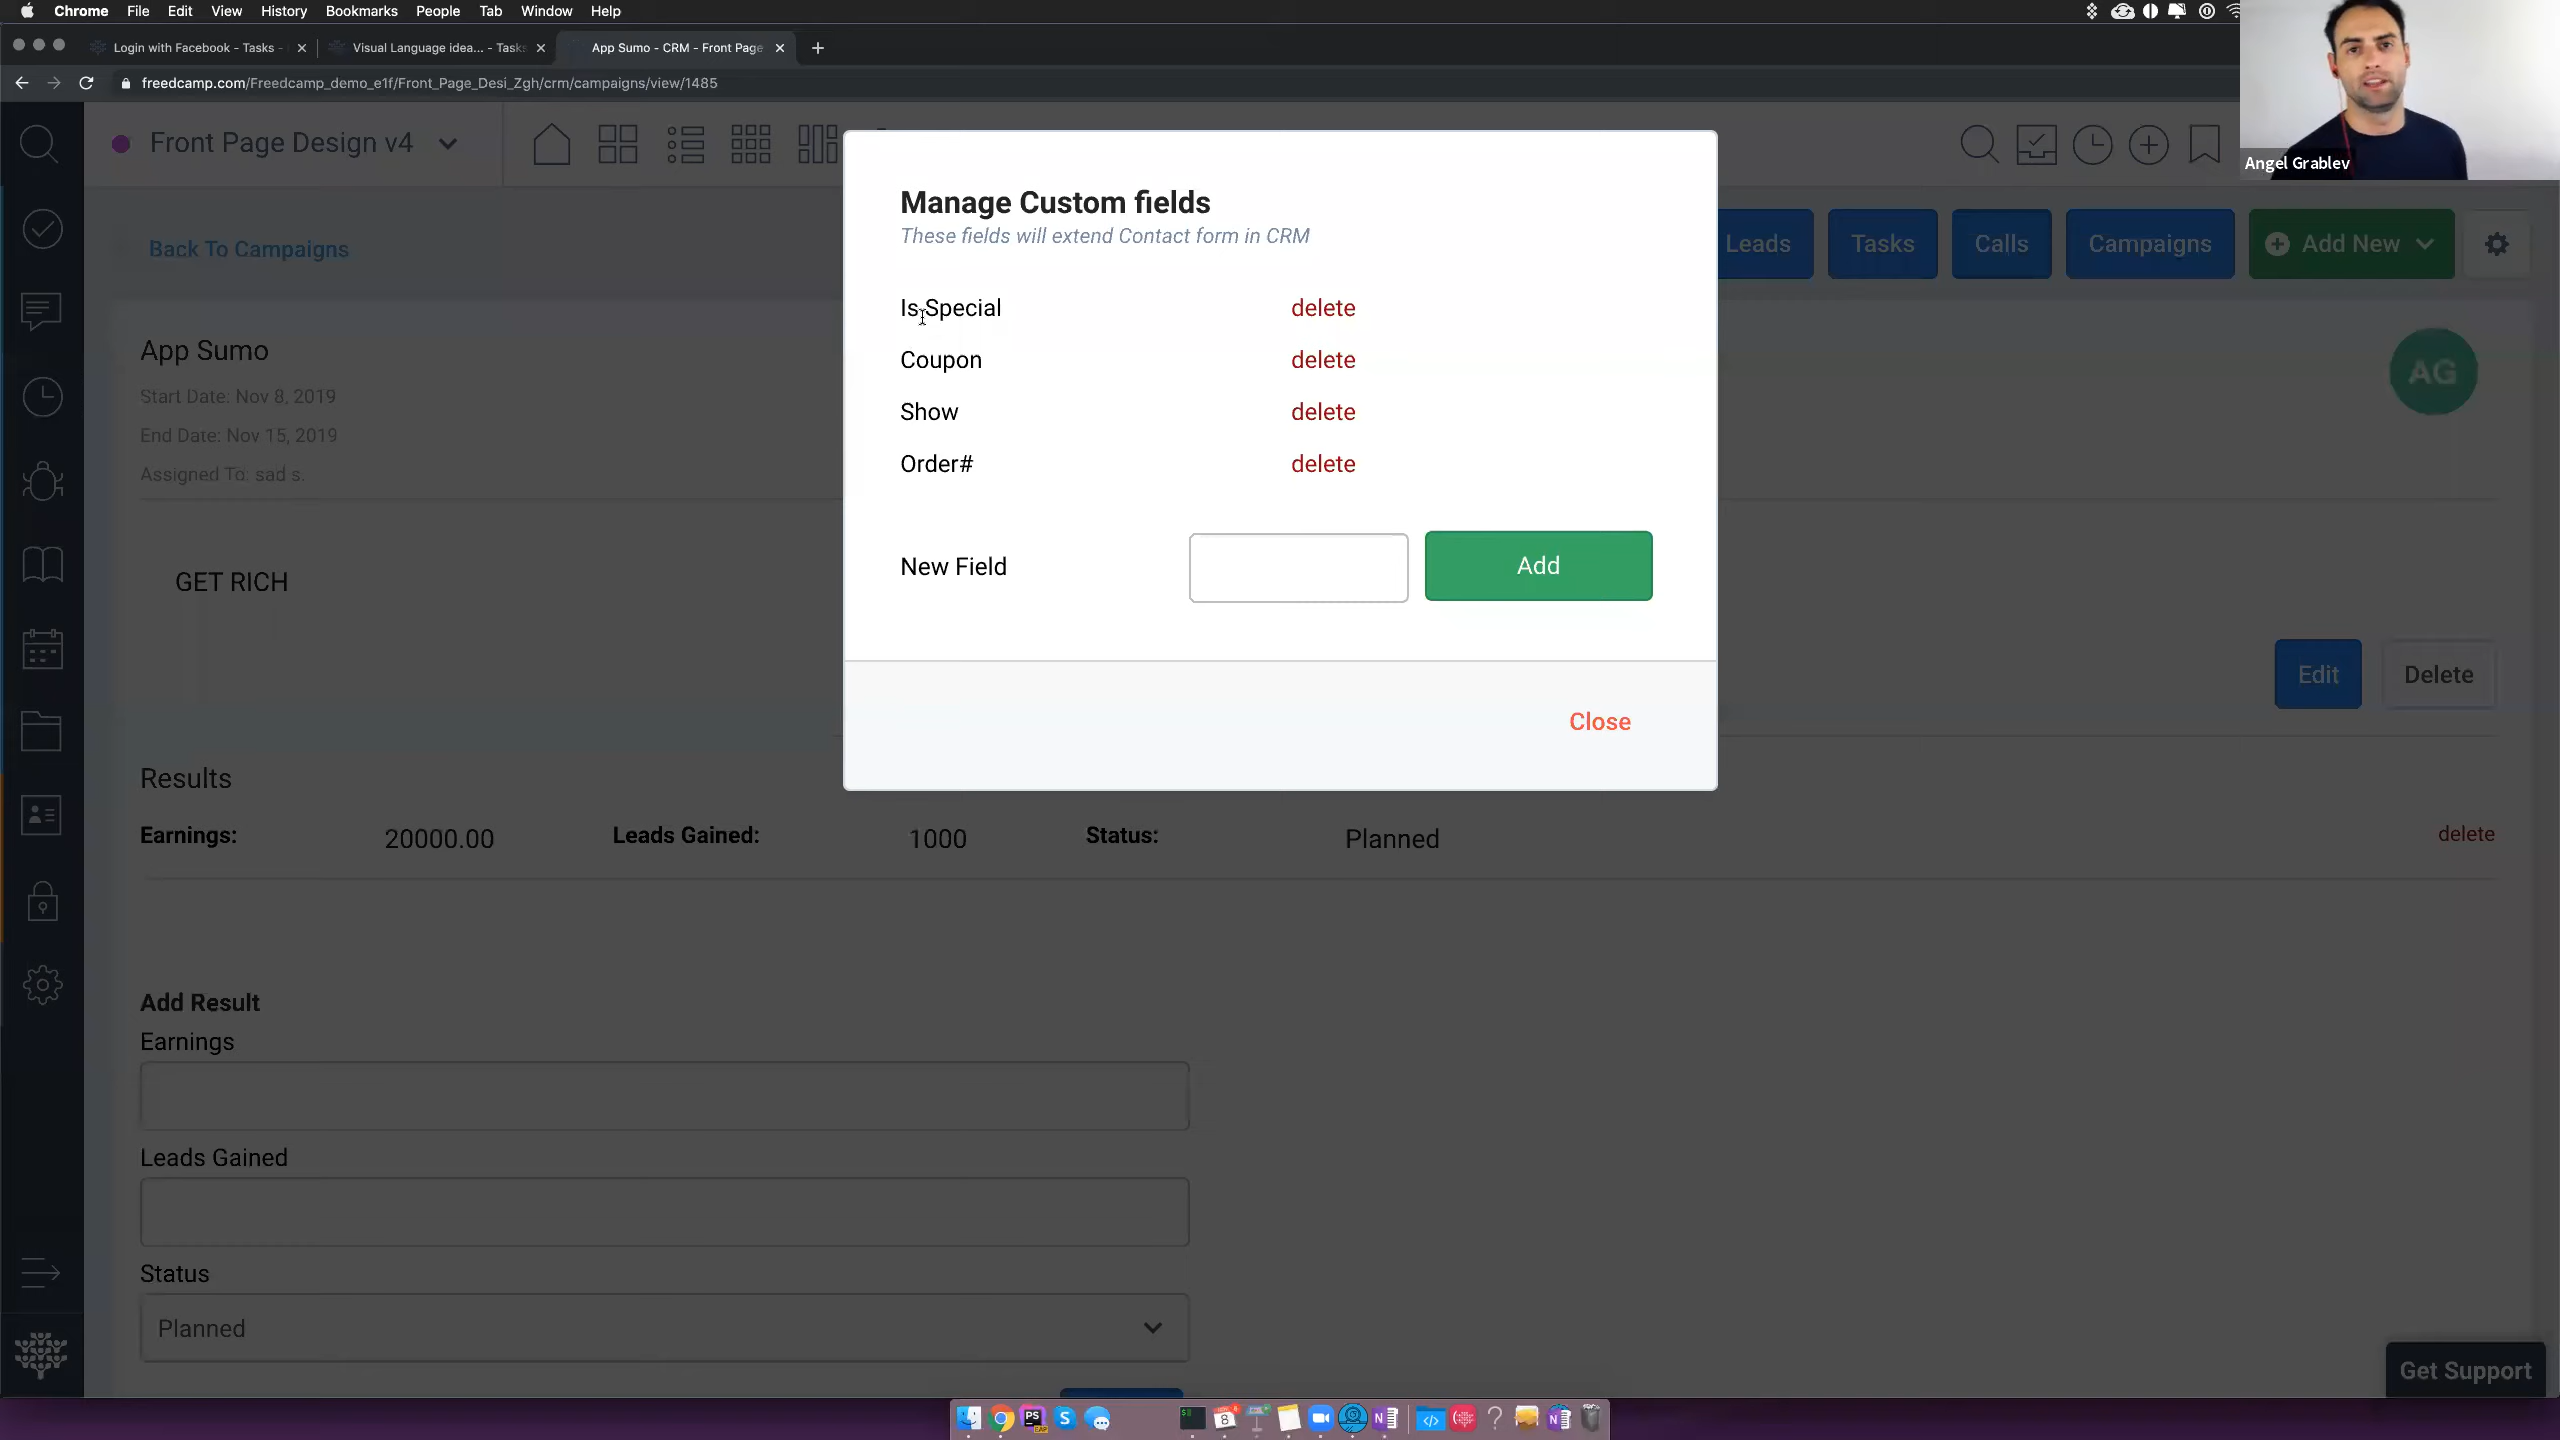 Chrome File Edit View History Bookmarks People Tab Window Help
Login with Facebook - Tasks -
Visual Language idea... - Tasks
App Sumo - CRM - Front Page
freedcamp.com/Freedcamp_demo_e1f/Front_Page_Desi_Zgh/crm/campaigns/view/1485
Angel Grablev
Front Page Design v4
Back To Campaigns
Leads
Tasks
Calls
Campaigns
Add New
Manage Custom fields
These fields will extend Contact form in CRM
Is Special delete
Coupon delete
Show delete
Order# delete
New Field Add
Close
App Sumo
AG
Start Date: Nov 8, 2019
End Date: Nov 15, 2019
Assigned To: sad s.
GET RICH
Edit
Delete
Results
Earnings: 20000.00 Leads Gained: 1000 Status: Planned delete
Add Result
Earnings
Leads Gained
Status
Planned
Get Support